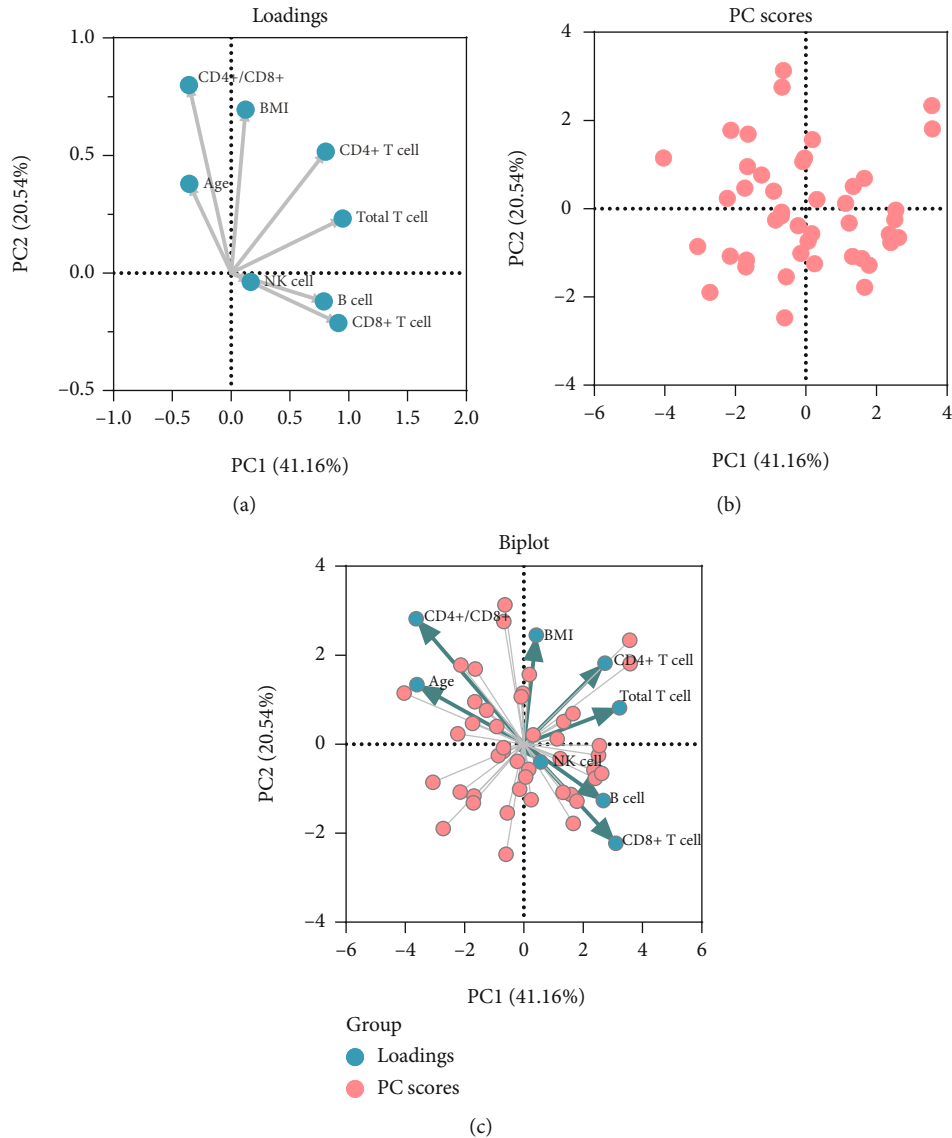 Loadings
1.0
0.5
0.0
−0.5
PC2 (20.54%)
CD4+/CD8+
BMI
CD4+ T cell
Age
Total T cell
NK cell
B cell
CD8+ T cell
−1.0 −0.5 0.0 0.5 1.0 1.5 2.0
PC1 (41.16%)
(a)
PC scores
4
2
0
−2
−4
PC2 (20.54%)
−6 −4 −2 0 2 4
PC1 (41.16%)
(b)
Biplot
4
2
0
−2
−4
PC2 (20.54%)
CD4+/CD8+
BMI
CD4+ T cell
Age
Total T cell
NK cell
B cell
CD8+ T cell
−6 −4 −2 0 2 4 6
PC1 (41.16%)
Group
Loadings
PC scores
(c)